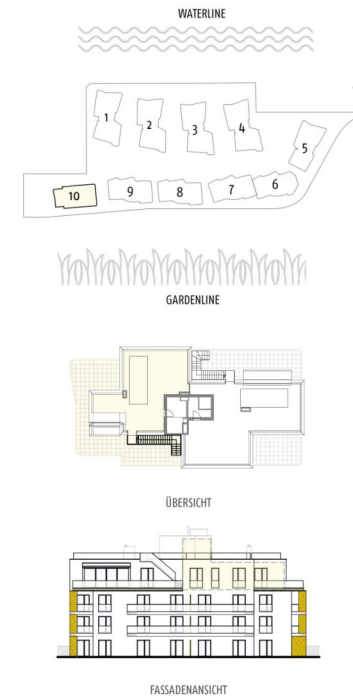 WATERLINE
1 2 3 4
5
10 9 8 7 6
GARDENLINE
ÜBERSICHT
FASSADENANSICHT